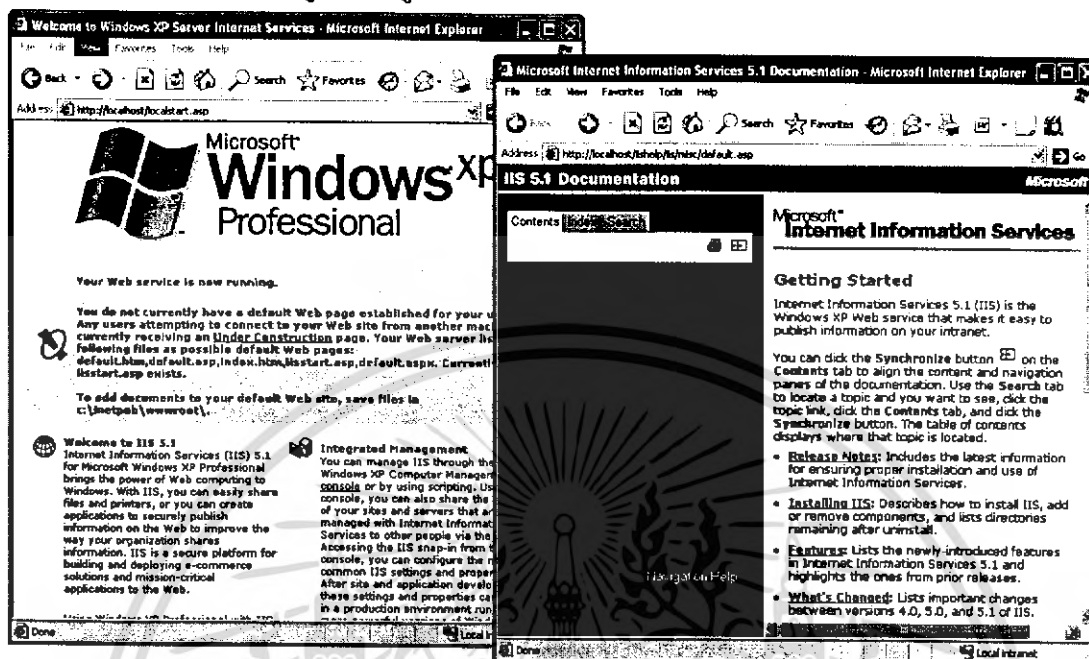 Welcome to Windows XP Server Internet Services - Microsoft Internet Explorer
File Edit View Favorites Tools Help
Back Search Favorites
Address http://localhost/localstart.asp
Microsoft
Windows xp
Professional
Your Web service is now running.
You do not currently have a default Web page established for your
Any users attempting to connect to your Web site from another
currently receiving an Under Construction page. Your Web server
following files as possible default Web pages:
default.htm,default.asp,index.htm,iisstart.asp,default.aspx.
iisstart.asp exists.
To add documents to your default Web site, save files in
c:\inetpub\wwwroot\.
Welcome to IIS 5.1
Internet Information Services (IIS) 5.1
for Microsoft Windows XP Professional
brings the power of Web computing to
Windows. With IIS, you can easily share
files and printers, or you can create
applications to securely publish
information on the Web to improve the
way your organization shares
information. IIS is a secure platform for
building and deploying e-commerce
solutions and mission-critical
applications to the Web.
Integrated Management
You can manage IIS through the
Windows XP Computer
console or by using scripting.
console, you can also share the
of your sites and servers that
managed with Internet
Services to other people via the
Accessing the IIS snap-in from
console, you can configure the
common IIS settings and
After site and application
these settings and properties
in a production environment
Done
Microsoft Internet Information Services 5.1 Documentation - Microsoft Internet Explorer
File Edit View Favorites Tools Help
Back Search Favorites
Address http://localhost/iishelp/iis/misc/default.asp Go
IIS 5.1 Documentation Microsoft
Contents Index Search
Navigation Help
Microsoft
Internet Information Services
Getting Started
Internet Information Services 5.1 (IIS) is the
Windows XP Web service that makes it easy to
publish information on your intranet.
You can click the Synchronize button on the
Contents tab to align the content and navigation
panes of the documentation. Use the Search tab
to locate a topic and you want to see, click the
topic link, click the Contents tab, and click the
Synchronize button. The table of contents
displays where that topic is located.
• Release Notes: Includes the latest information
for ensuring proper installation and use of
Internet Information Services.
• Installing IIS: Describes how to install IIS, add
or remove components, and lists directories
remaining after uninstall.
• Features: Lists the newly-introduced features
in Internet Information Services 5.1 and
highlights the ones from prior releases.
• What's Changed: Lists important changes
between versions 4.0, 5.0, and 5.1 of IIS.
Done Local intranet